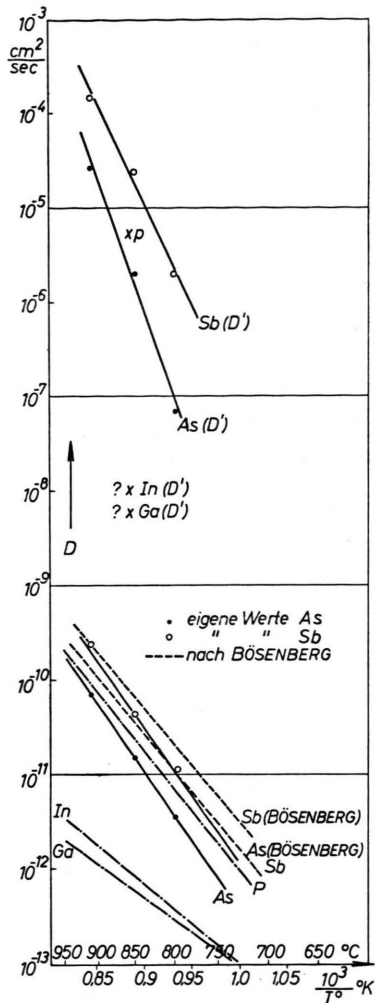 10⁻³
cm²
sec
10⁻⁴
10⁻⁵
xp
10⁻⁶
Sb (D')
10⁻⁷
As (D')
10⁻⁸
? x In (D')
? x Ga (D')
D
10⁻⁹
• eigene Werte As
○ " " Sb
---- nach BÖSENBERG
10⁻¹⁰
10⁻¹¹
Sb (BÖSENBERG)
In
As (BÖSENBERG)
Ga
Sb
10⁻¹²
As
P
10⁻¹³
950 900 850 800 750 700 650 °C
0,85 0,9 0,95 1,0 1,05 10³/T° °K